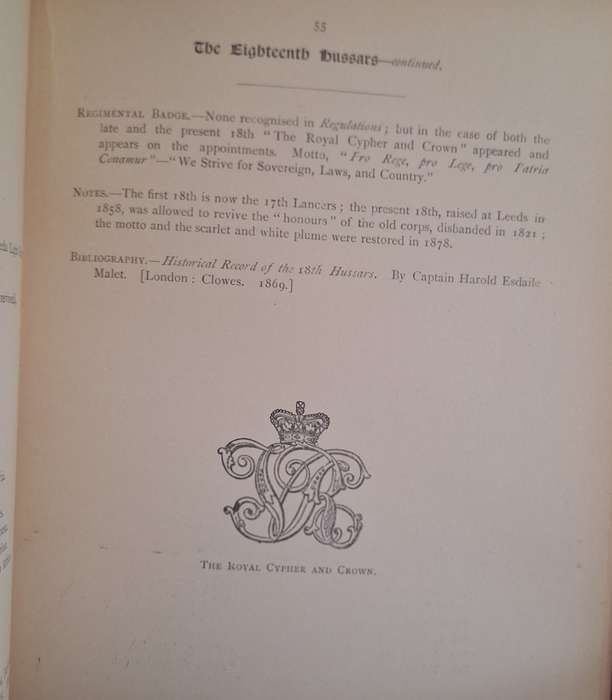 55
The Eighteenth Hussars—continued.
REGIMENTAL BADGE.—None recognised in Regulations; but in the case of both the
late and the present 18th "The Royal Cypher and Crown" appeared and
appears on the appointments. Motto, "Pro Rege, pro Lege, pro Patria
Conamur"—"We Strive for Sovereign, Laws, and Country."
NOTES.—The first 18th is now the 17th Lancers; the present 18th, raised at Leeds in
1858, was allowed to revive the "honours" of the old corps, disbanded in 1821;
the motto and the scarlet and white plume were restored in 1878.
BIBLIOGRAPHY.—Historical Record of the 18th Hussars. By Captain Harold Esdaile
Malet. [London: Clowes. 1869.]
THE ROYAL CYPHER AND CROWN.